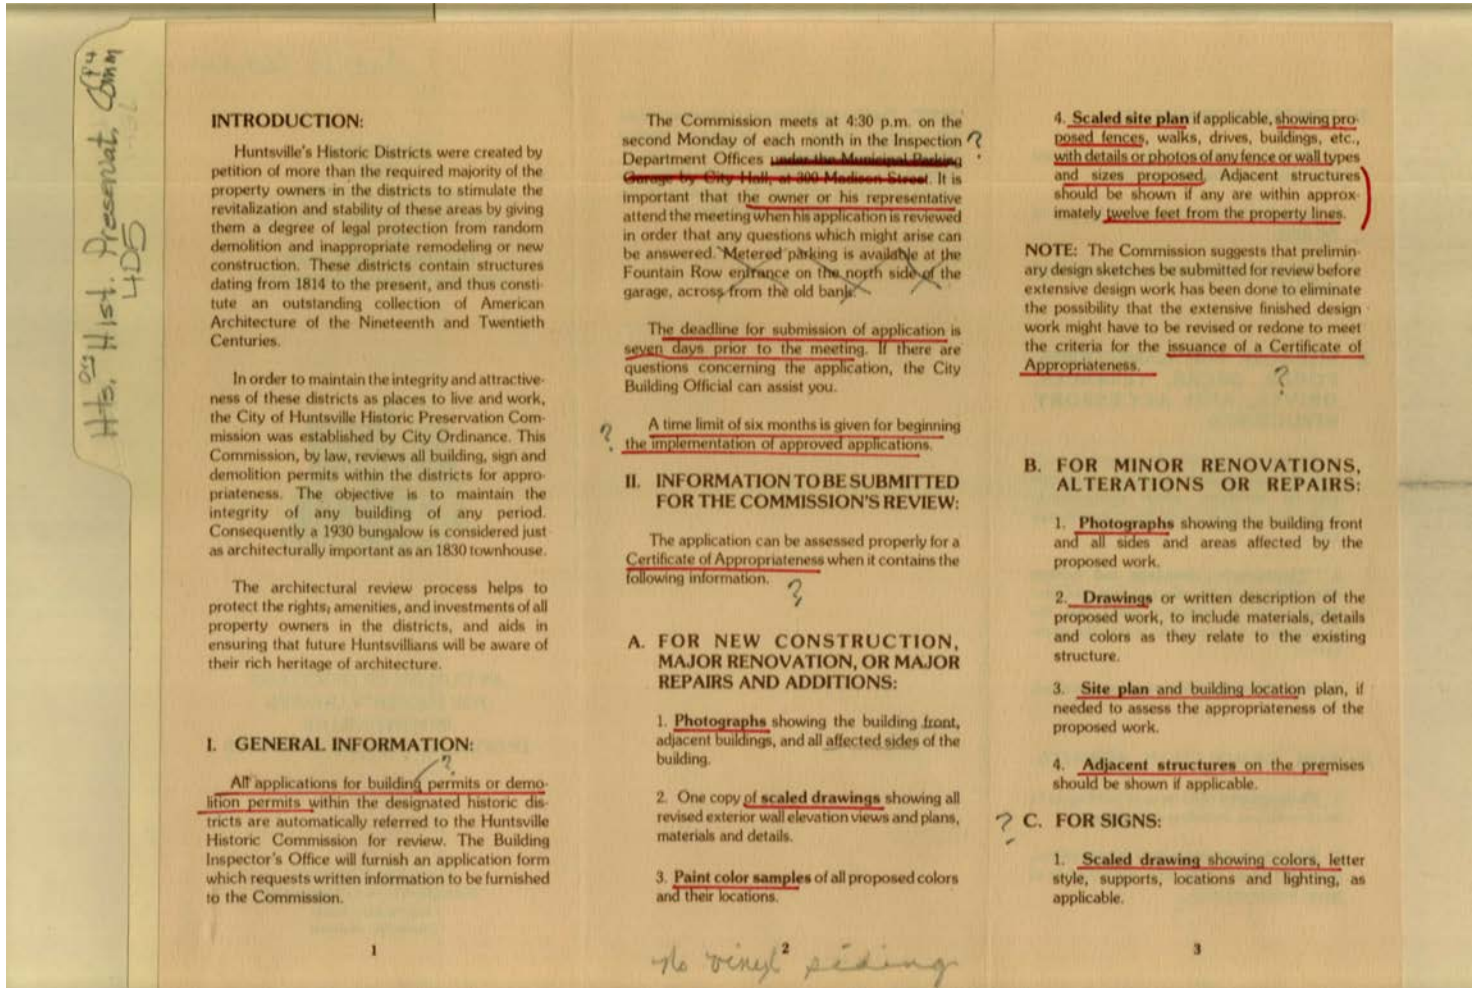 Hts. Hist. Preservat. Comm
4D5
INTRODUCTION:
Huntsville's Historic Districts were created by
petition of more than the required majority of the
property owners in the districts to stimulate the
revitalization and stability of these areas by giving
them a degree of legal protection from random
demolition and inappropriate remodeling or new
construction. These districts contain structures
dating from 1814 to the present, and thus consti-
tute an outstanding collection of American
Architecture of the Nineteenth and Twentieth
Centuries.
In order to maintain the integrity and attractive-
ness of these districts as places to live and work,
the City of Huntsville Historic Preservation Com-
mission was established by City Ordinance. This
Commission, by law, reviews all building, sign and
demolition permits within the districts for appro-
priateness. The objective is to maintain the
integrity of any building of any period.
Consequently a 1930 bungalow is considered just
as architecturally important as an 1830 townhouse.
The architectural review process helps to
protect the rights, amenities, and investments of all
property owners in the districts, and aids in
ensuring that future Huntsvillians will be aware of
their rich heritage of architecture.
I. GENERAL INFORMATION:
?
All applications for building permits or demo-
lition permits within the designated historic dis-
tricts are automatically referred to the Huntsville
Historic Commission for review. The Building
Inspector's Office will furnish an application form
which requests written information to be furnished
to the Commission.
1
The Commission meets at 4:30 p.m. on the
second Monday of each month in the Inspection ?
Department Offices under the Municipal Parking
Garage by City Hall, at 300 Madison Street. It is
important that the owner or his representative
attend the meeting when his application is reviewed
in order that any questions which might arise can
be answered. Metered parking is available at the
Fountain Row entrance on the north side of the
garage, across from the old bank.
The deadline for submission of application is
seven days prior to the meeting. If there are
questions concerning the application, the City
Building Official can assist you.
? A time limit of six months is given for beginning
the implementation of approved applications.
II. INFORMATION TO BE SUBMITTED
FOR THE COMMISSION'S REVIEW:
The application can be assessed properly for a
Certificate of Appropriateness when it contains the
following information. ?
A. FOR NEW CONSTRUCTION,
MAJOR RENOVATION, OR MAJOR
REPAIRS AND ADDITIONS:
1. Photographs showing the building front,
adjacent buildings, and all affected sides of the
building.
2. One copy of scaled drawings showing all
revised exterior wall elevation views and plans,
materials and details.
3. Paint color samples of all proposed colors
and their locations.
2
no vinyl siding
4. Scaled site plan if applicable, showing pro-
posed fences, walks, drives, buildings, etc.,
with details or photos of any fence or wall types
and sizes proposed. Adjacent structures
should be shown if any are within approx-
imately twelve feet from the property lines.
NOTE: The Commission suggests that prelimin-
ary design sketches be submitted for review before
extensive design work has been done to eliminate
the possibility that the extensive finished design
work might have to be revised or redone to meet
the criteria for the issuance of a Certificate of
Appropriateness. ?
B. FOR MINOR RENOVATIONS,
ALTERATIONS OR REPAIRS:
1. Photographs showing the building front
and all sides and areas affected by the
proposed work.
2. Drawings or written description of the
proposed work, to include materials, details
and colors as they relate to the existing
structure.
3. Site plan and building location plan, if
needed to assess the appropriateness of the
proposed work.
4. Adjacent structures on the premises
should be shown if applicable.
? C. FOR SIGNS:
1. Scaled drawing showing colors, letter
style, supports, locations and lighting, as
applicable.
3